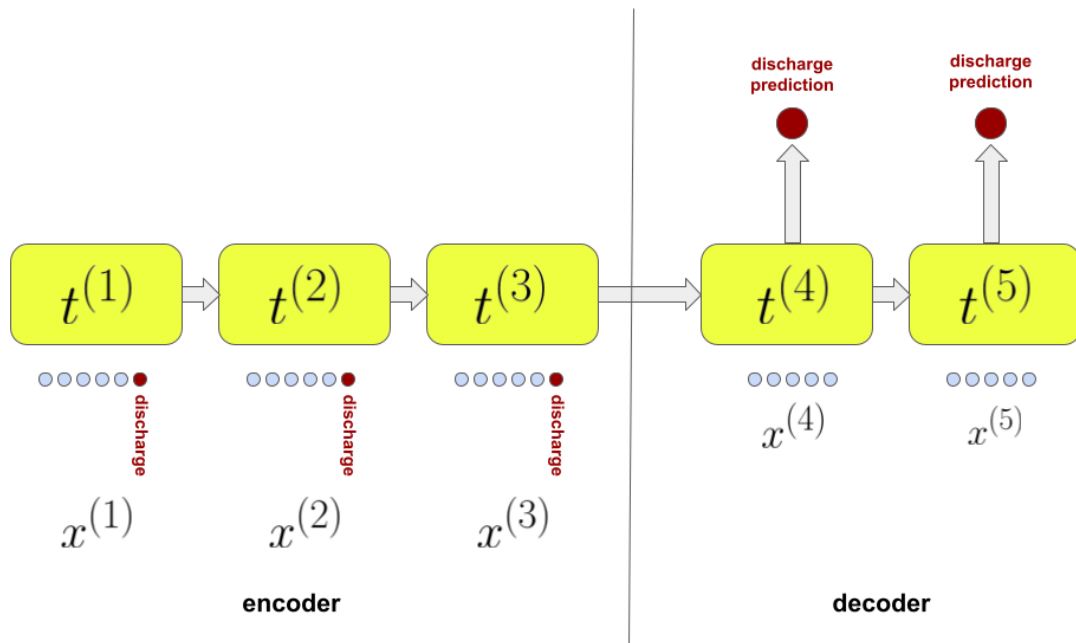 discharge
prediction
discharge
prediction
t^{(1)}
t^{(2)}
t^{(3)}
t^{(4)}
t^{(5)}
discharge
discharge
discharge
x^{(4)}
x^{(5)}
x^{(1)}
x^{(2)}
x^{(3)}
encoder
decoder